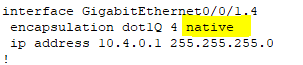 interface GigabitEthernet0/0/1.4
encapsulation dot1Q 4 native
ip address 10.4.0.1 255.255.255.0
!